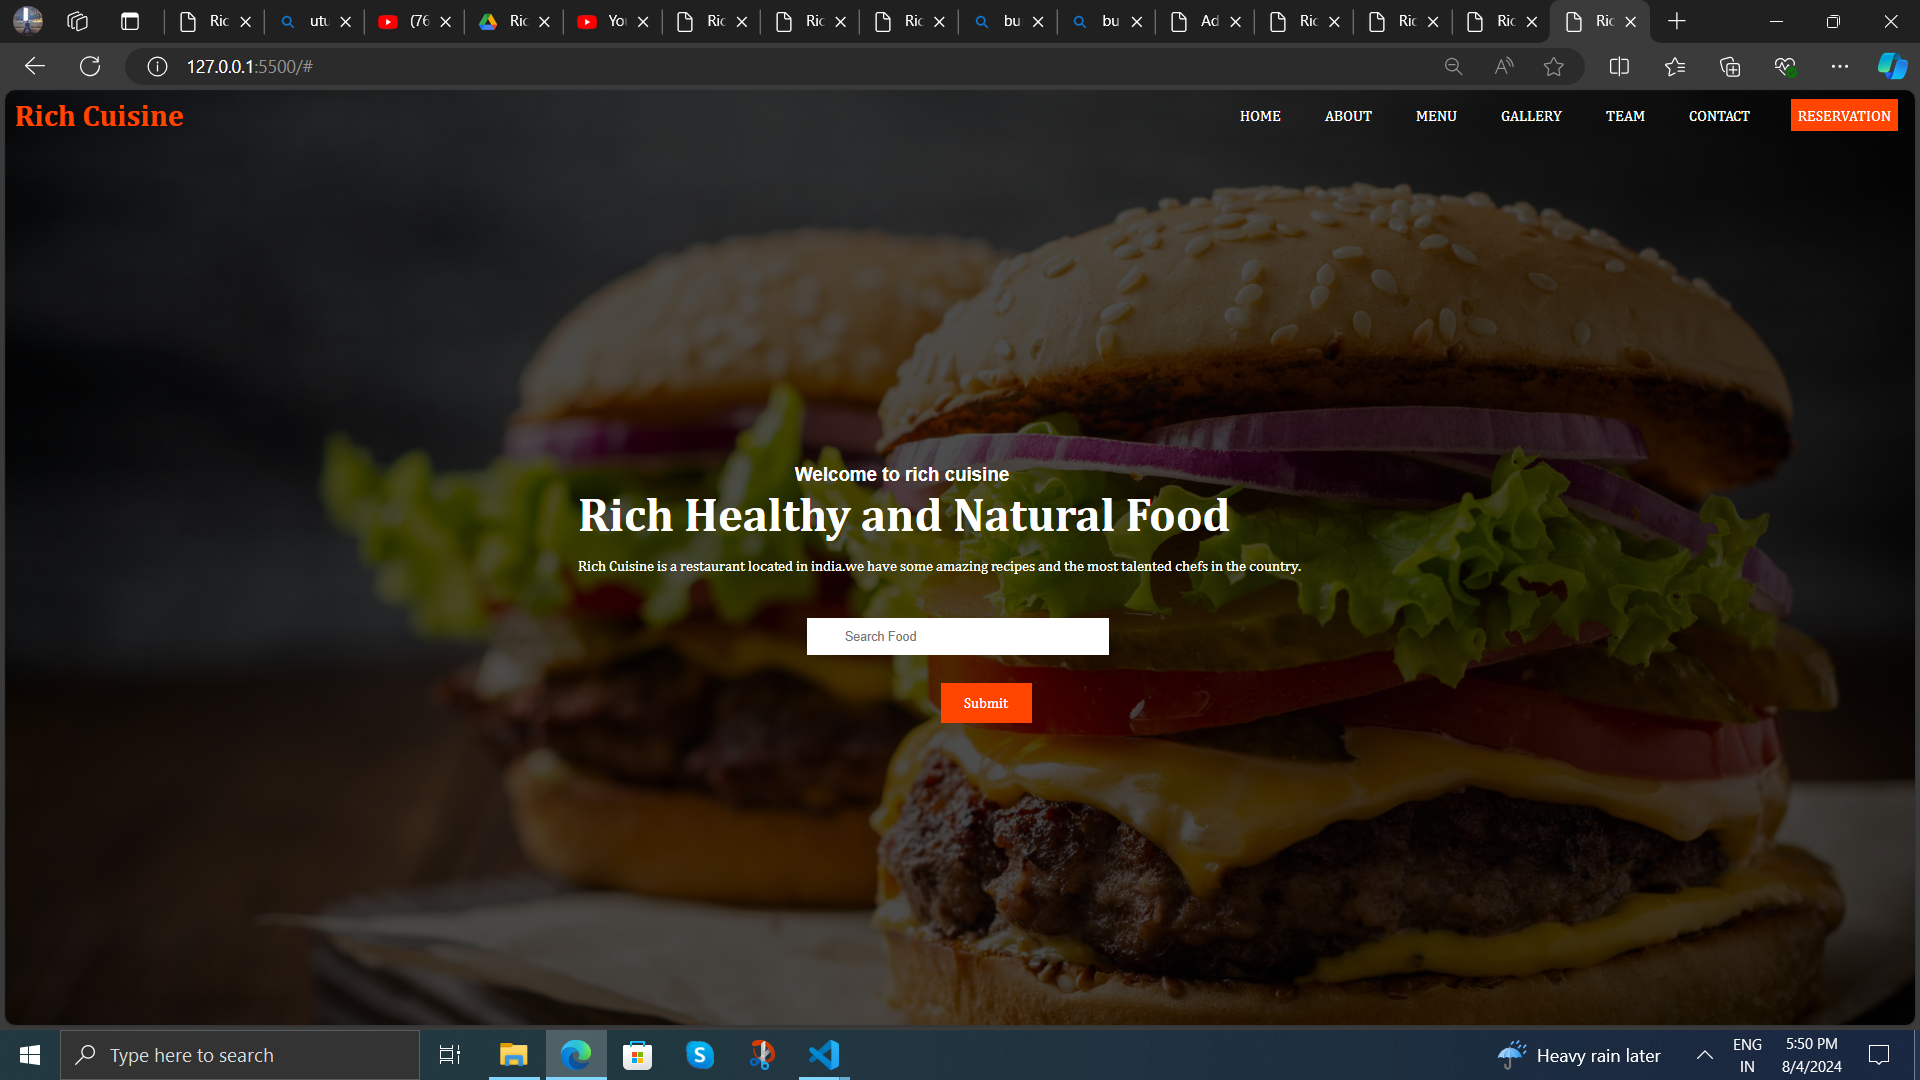 Ric utu (76 Ric You Ric Ric Ric bu bu Ad Ric Ric Ric Ric
127.0.0.1:5500/#
Rich Cuisine HOME ABOUT MENU GALLERY TEAM CONTACT RESERVATION
Welcome to rich cuisine
Rich Healthy and Natural Food
Rich Cuisine is a restaurant located in india.we have some amazing recipes and the most talented chefs in the country.
Search Food
Submit
Type here to search
Heavy rain later
ENG
IN
5:50 PM
8/4/2024